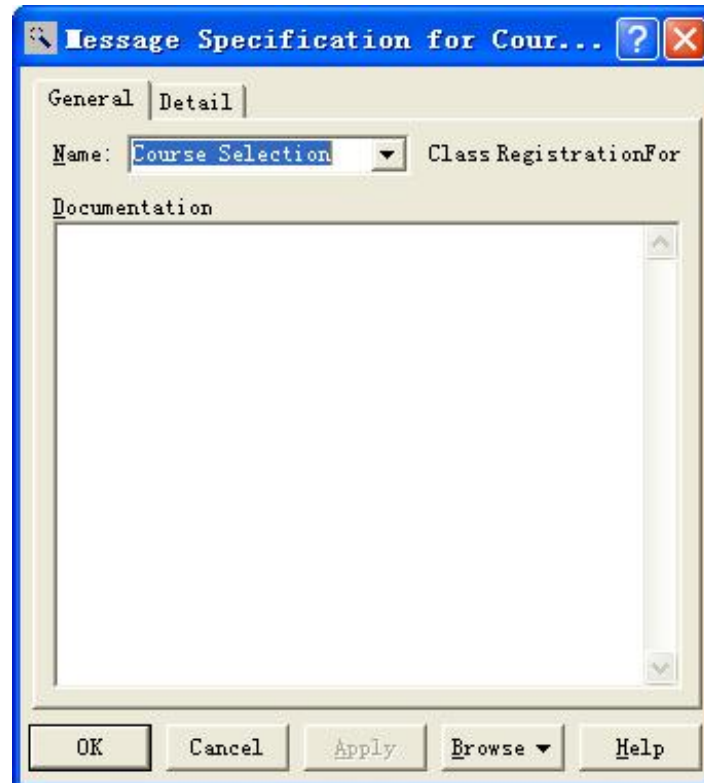 Message Specification for Cour...
General Detail
Name: Course Selection Class RegistrationFor
Documentation
OK Cancel Apply Browse Help